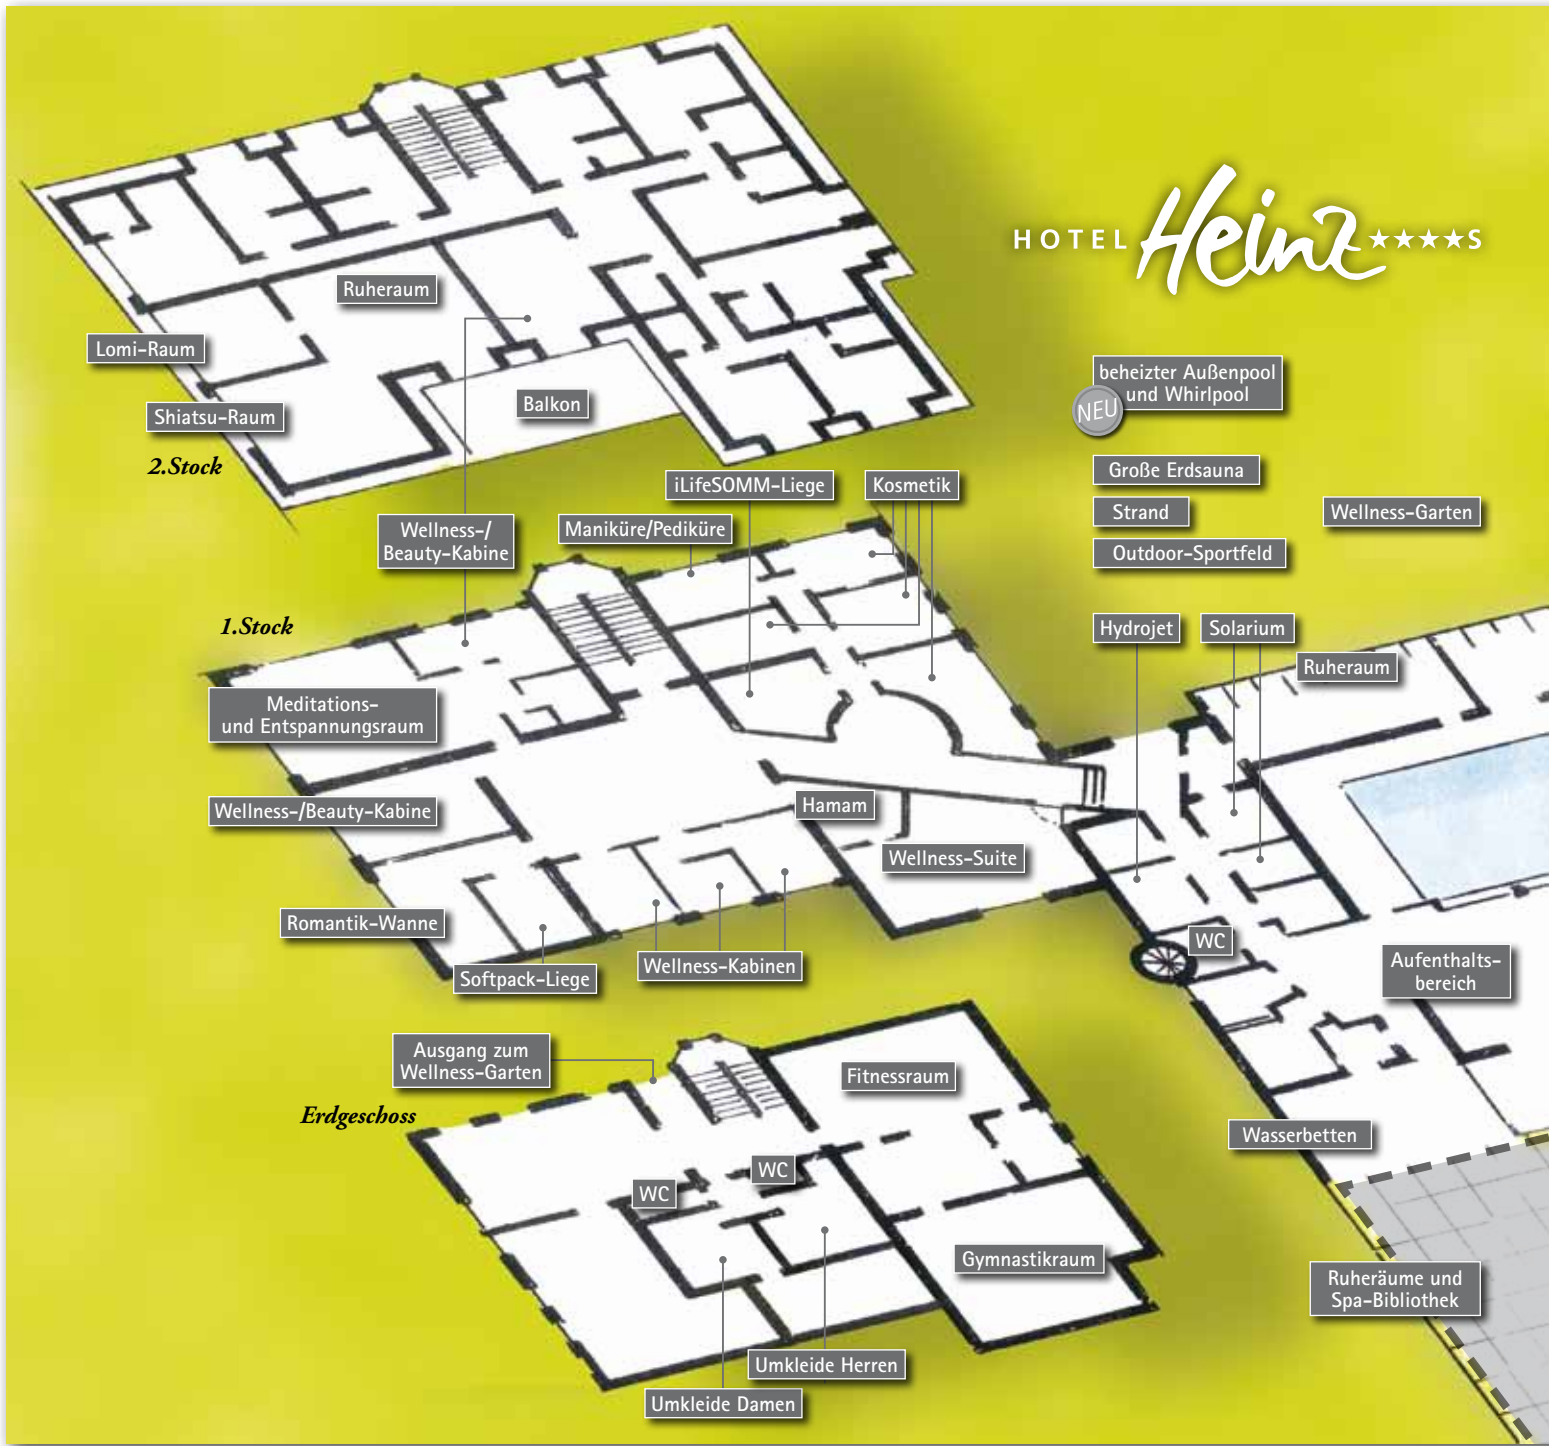 HOTEL Heinz ★★★★S
Ruheraum
Lomi-Raum
Shiatsu-Raum
Balkon
2.Stock
beheizter Außenpool
und Whirlpool
NEU
Große Erdsauna
Strand
Wellness-Garten
Outdoor-Sportfeld
iLifeSOMM-Liege
Kosmetik
Wellness-/
Beauty-Kabine
Maniküre/Pediküre
1.Stock
Hydrojet
Solarium
Ruheraum
Meditations-
und Entspannungsraum
Wellness-/Beauty-Kabine
Hamam
Wellness-Suite
Romantik-Wanne
Softpack-Liege
Wellness-Kabinen
WC
Aufenthalts-
bereich
Ausgang zum
Wellness-Garten
Fitnessraum
Erdgeschoss
Wasserbetten
WC
WC
Gymnastikraum
Ruheräume und
Spa-Bibliothek
Umkleide Herren
Umkleide Damen